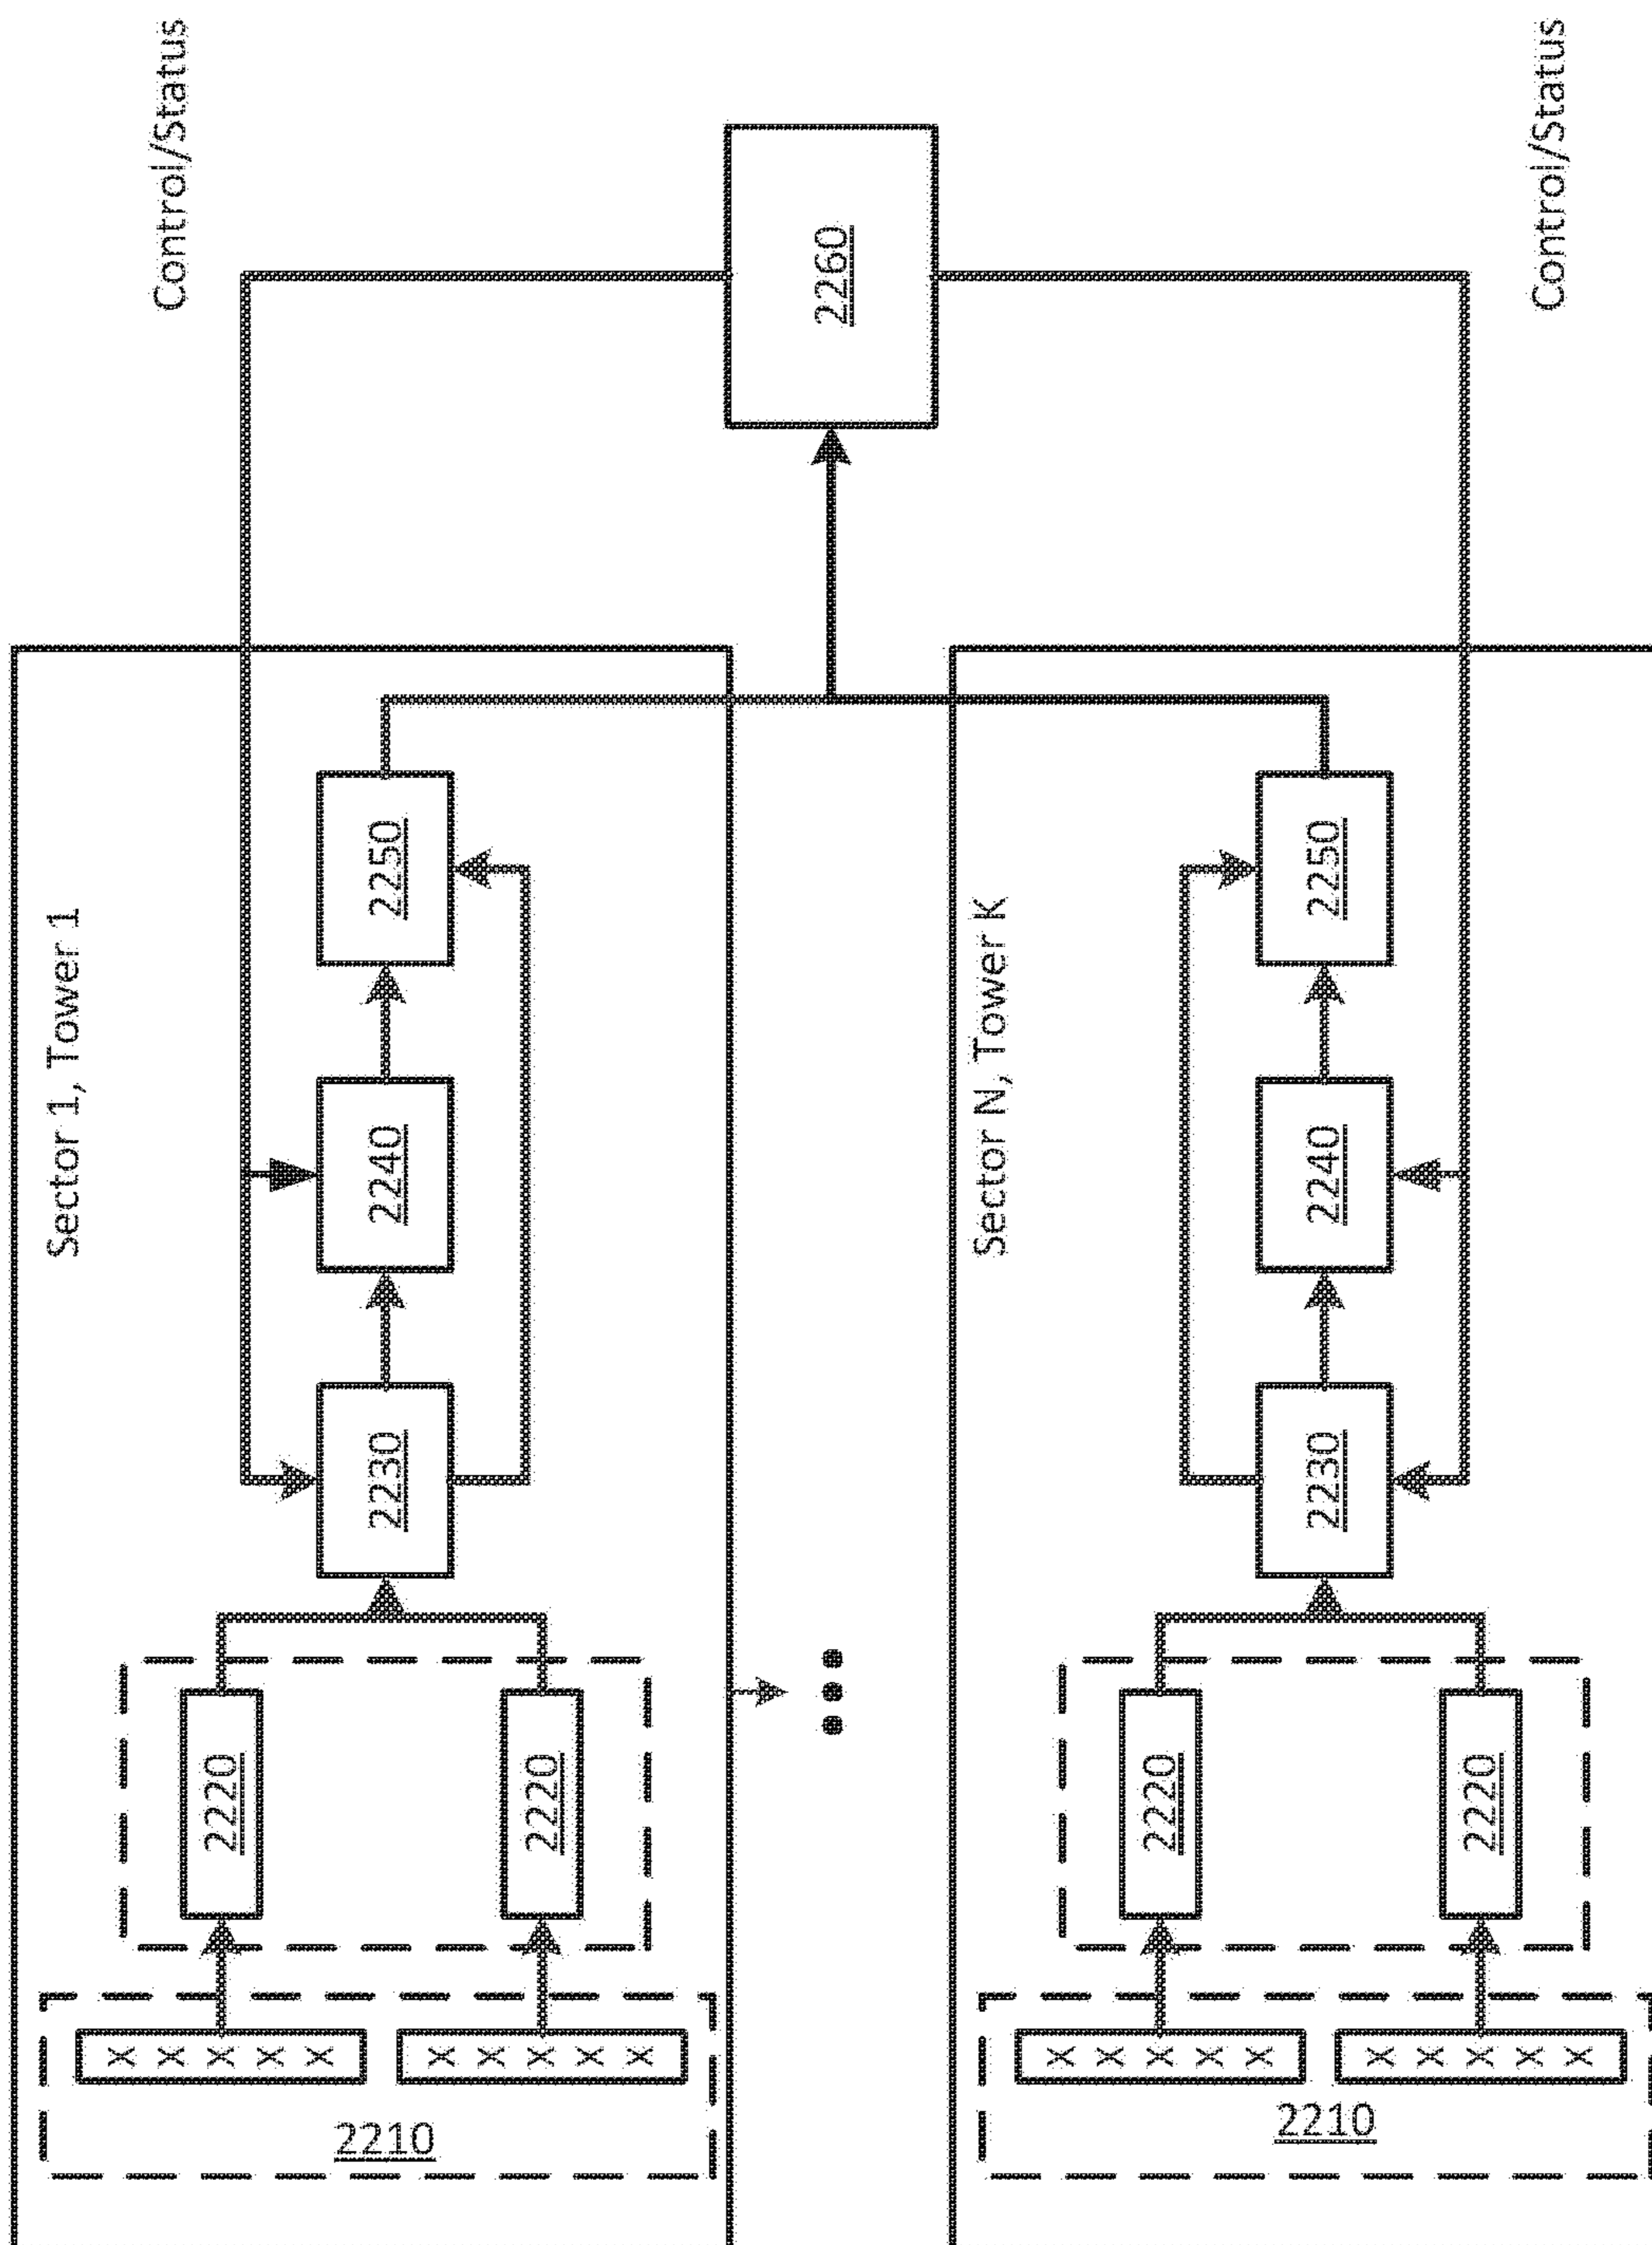 Control/Status
2260
Control/Status
Sector 1, Tower 1
2250
2240
2230
2220
2220
X X X X X
X X X X X
2210
Sector N, Tower K
2250
2240
2230
2220
2220
X X X X X
X X X X X
2210